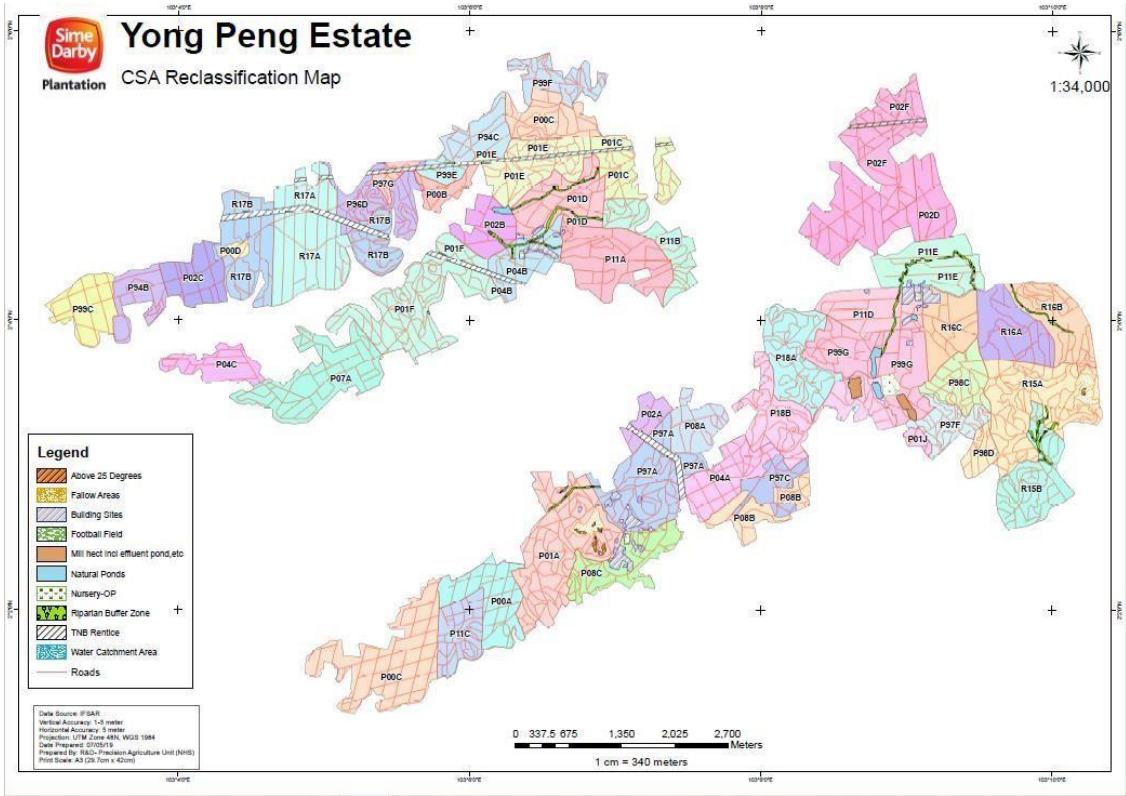 Sime
Darby
Plantation
Yong Peng Estate
CSA Reclassification Map
1:34,000
P99F
P00C
P94C
P01E
P01C
P01E
P99E
P01E
P01C
P97G
P00B
R17A
R17B
P96D
P01D
R17B
P02B
P01D
P00D
R17A
R17B
P01F
P11B
P02C
R17B
P04B
P11A
P94B
P04B
P99C
P01F
P04C
P07A
P02F
P02F
P02D
P11E
P11E
R16B
P11D
R16C
R16A
P99G
P18A
P99G
P98C
R15A
P18B
P97F
P01J
P98D
R15B
P02A
P08A
P97A
P97A
P97A
P04A
P97C
P08B
P08B
P01A
P08C
P00A
P11C
P00C
Legend
Above 25 Degrees
Fallow Areas
Building Sites
Football Field
Mill hect incl effluent pond,etc
Natural Ponds
Nursery-OP
Riparian Buffer Zone
TNB Rentice
Water Catchment Area
Roads
Data Source: IFSAR
Vertical Accuracy: 1-3 meter
Horizontal Accuracy: 5 meter
Projection: UTM Zone 48N, WGS 1984
Date Prepared: 07/05/19
Prepared By: R&D- Precision Agriculture Unit (NHS)
Print Scale: A3 (29.7cm x 42cm)
0 337.5 675 1,350 2,025 2,700
Meters
1 cm = 340 meters